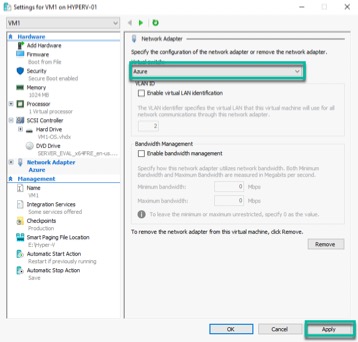 Settings for VM1 on HYPERV-01
VM1
Hardware
Add Hardware
Firmware
Boot from File
Security
Secure Boot enabled
Memory
1024 MB
Processor
1 Virtual processor
SCSI Controller
Hard Drive
VM1-OS.vhdx
DVD Drive
SERVER_EVAL_x64FRE_en-us...
Network Adapter
Azure
Management
Name
VM1
Integration Services
Some services offered
Checkpoints
Production
Smart Paging File Location
E:\Hyper-V
Automatic Start Action
Restart if previously running
Automatic Stop Action
Save
Network Adapter
Specify the configuration of the network adapter or remove the network adapter.
Virtual switch:
Azure
VLAN ID
Enable virtual LAN identification
The VLAN identifier specifies the virtual LAN that this virtual machine will use for all
network communications through this network adapter.
2
Bandwidth Management
Enable bandwidth management
Specify how this network adapter utilizes network bandwidth. Both Minimum
Bandwidth and Maximum Bandwidth are measured in Megabits per second.
Minimum bandwidth: 0 Mbps
Maximum bandwidth: 0 Mbps
To leave the minimum or maximum unrestricted, specify 0 as the value.
To remove the network adapter from this virtual machine, click Remove.
Remove
OK Cancel Apply